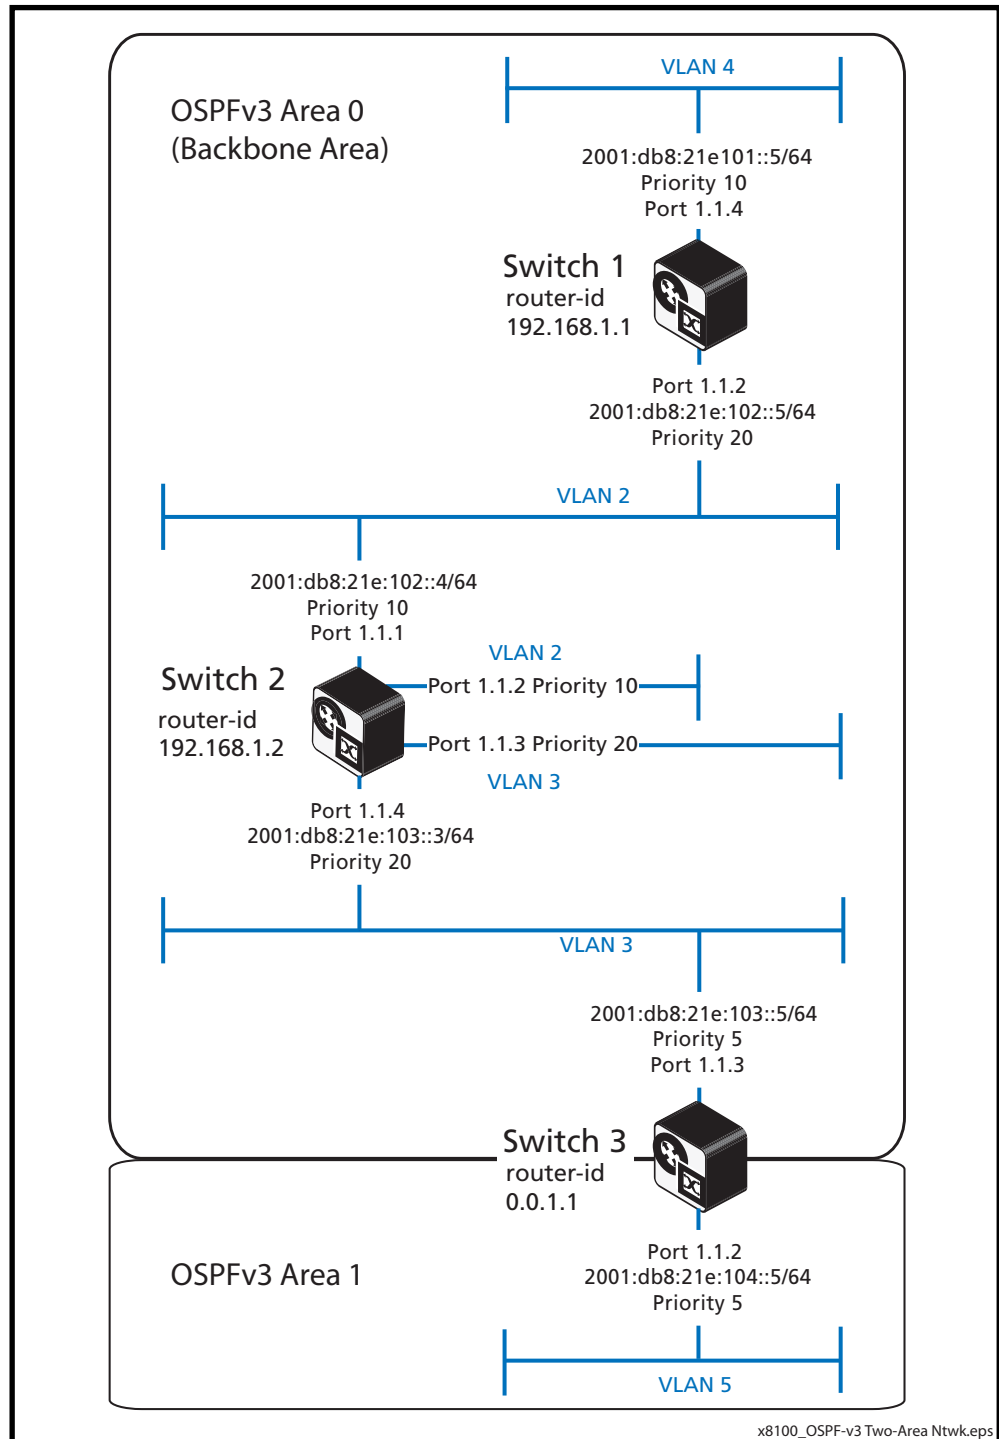 VLAN 4
OSPFv3 Area 0
(Backbone Area)
2001:db8:21e101::5/64
Priority 10
Port 1.1.4
Switch 1
router-id
192.168.1.1
Port 1.1.2
2001:db8:21e:102::5/64
Priority 20
VLAN 2
2001:db8:21e:102::4/64
Priority 10
Port 1.1.1
VLAN 2
Switch 2
router-id
192.168.1.2
Port 1.1.2 Priority 10
Port 1.1.3 Priority 20
VLAN 3
Port 1.1.4
2001:db8:21e:103::3/64
Priority 20
VLAN 3
2001:db8:21e:103::5/64
Priority 5
Port 1.1.3
Switch 3
router-id
0.0.1.1
OSPFv3 Area 1
Port 1.1.2
2001:db8:21e:104::5/64
Priority 5
VLAN 5
x8100_OSPF-v3 Two-Area Ntwk.eps